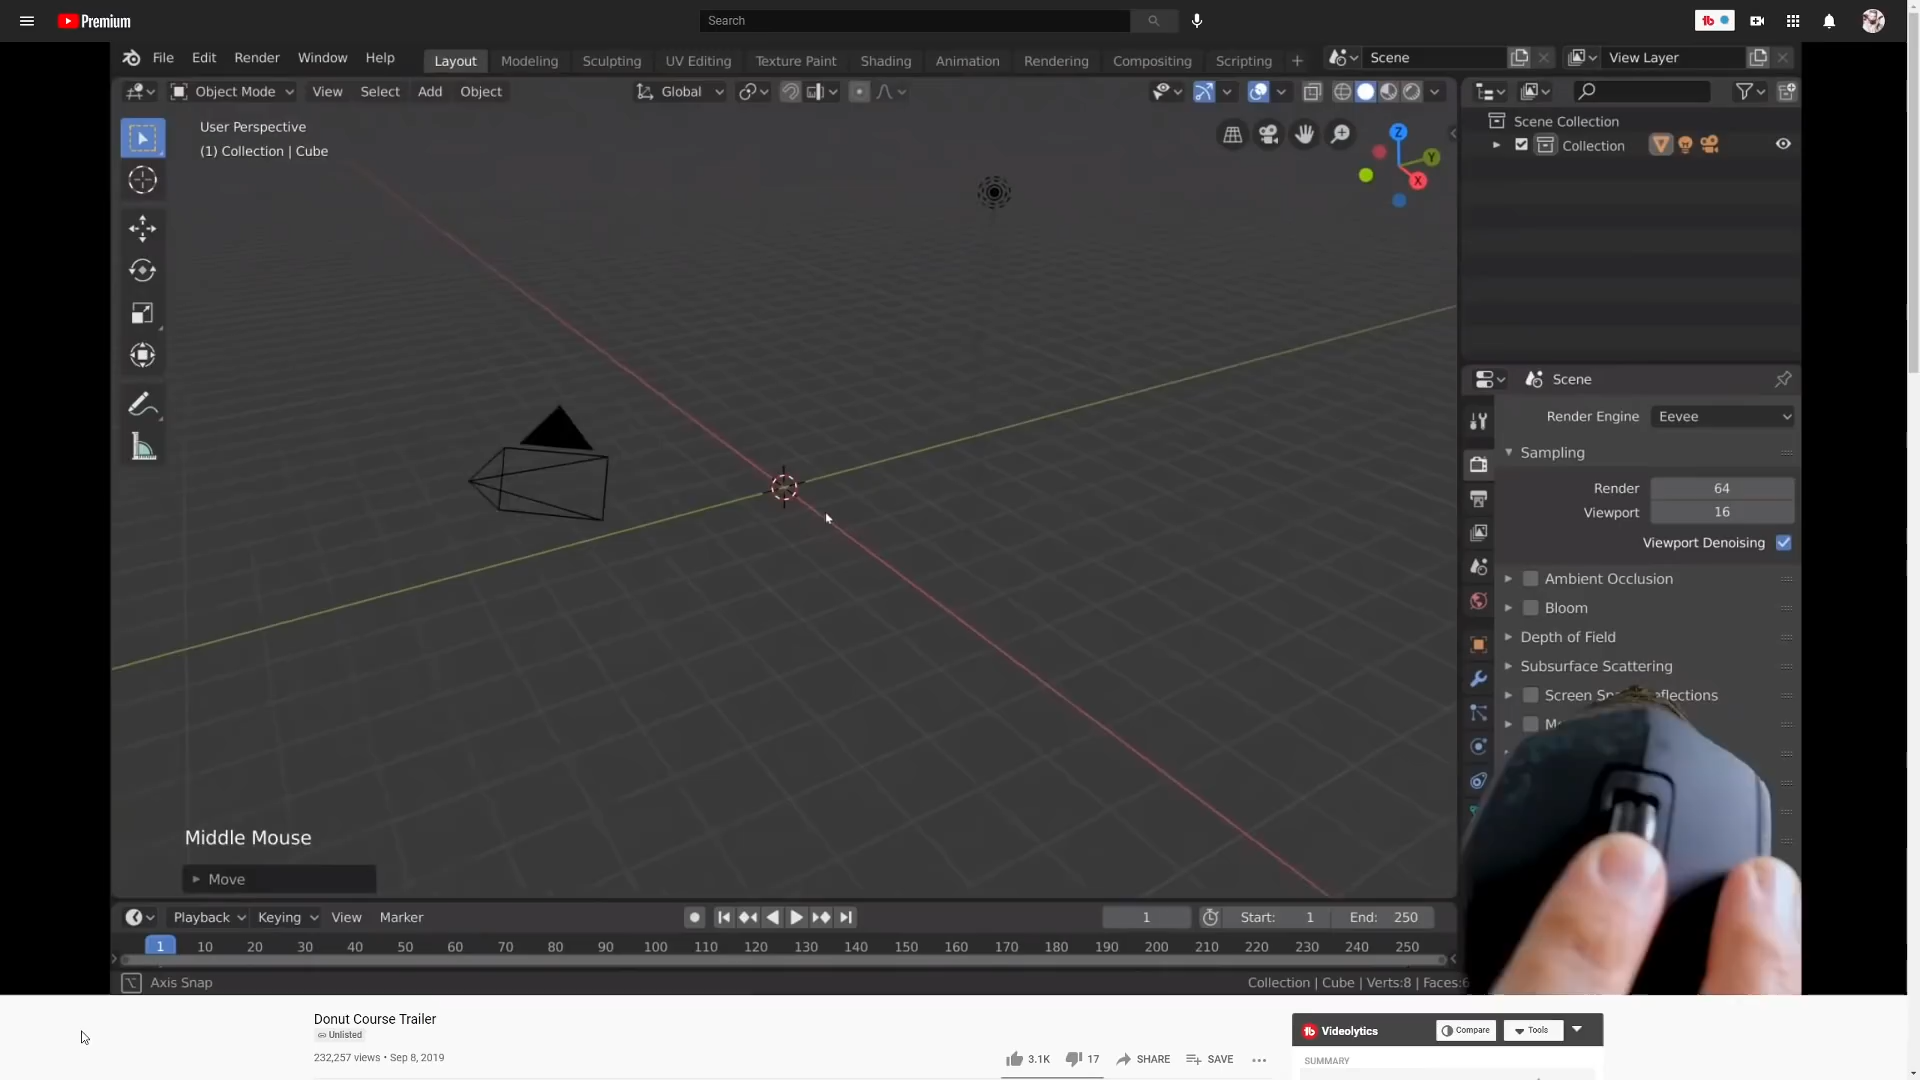 Premium
Search
File Edit Render Window Help
Layout Modeling Sculpting UV Editing Texture Paint Shading Animation Rendering Compositing Scripting +
Scene
View Layer
Object Mode View Select Add Object
Global
User Perspective
(1) Collection | Cube
Z
Y
X
Scene Collection
Collection
Scene
Render Engine Eevee
Sampling
Render 64
Viewport 16
Viewport Denoising
Ambient Occlusion
Bloom
Depth of Field
Subsurface Scattering
Middle Mouse
Move
Playback Keying View Marker
1
Start: 1
End: 250
1 10 20 30 40 50 60 70 80 90 100 110 120 130 140 150 160 170 180 190 200 210 220 230 240 250
Axis Snap
Collection | Cube | Verts:8 | Faces:6
Donut Course Trailer
Unlisted
232,257 views • Sep 8, 2019
3.1K 17 SHARE SAVE
tb Videolytics Compare Tools
SUMMARY